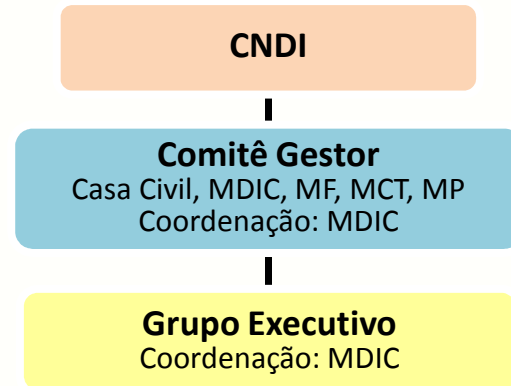 CNDI
Comitê Gestor
Casa Civil, MDIC, MF, MCT, MP
Coordenação: MDIC
Grupo Executivo
Coordenação: MDIC